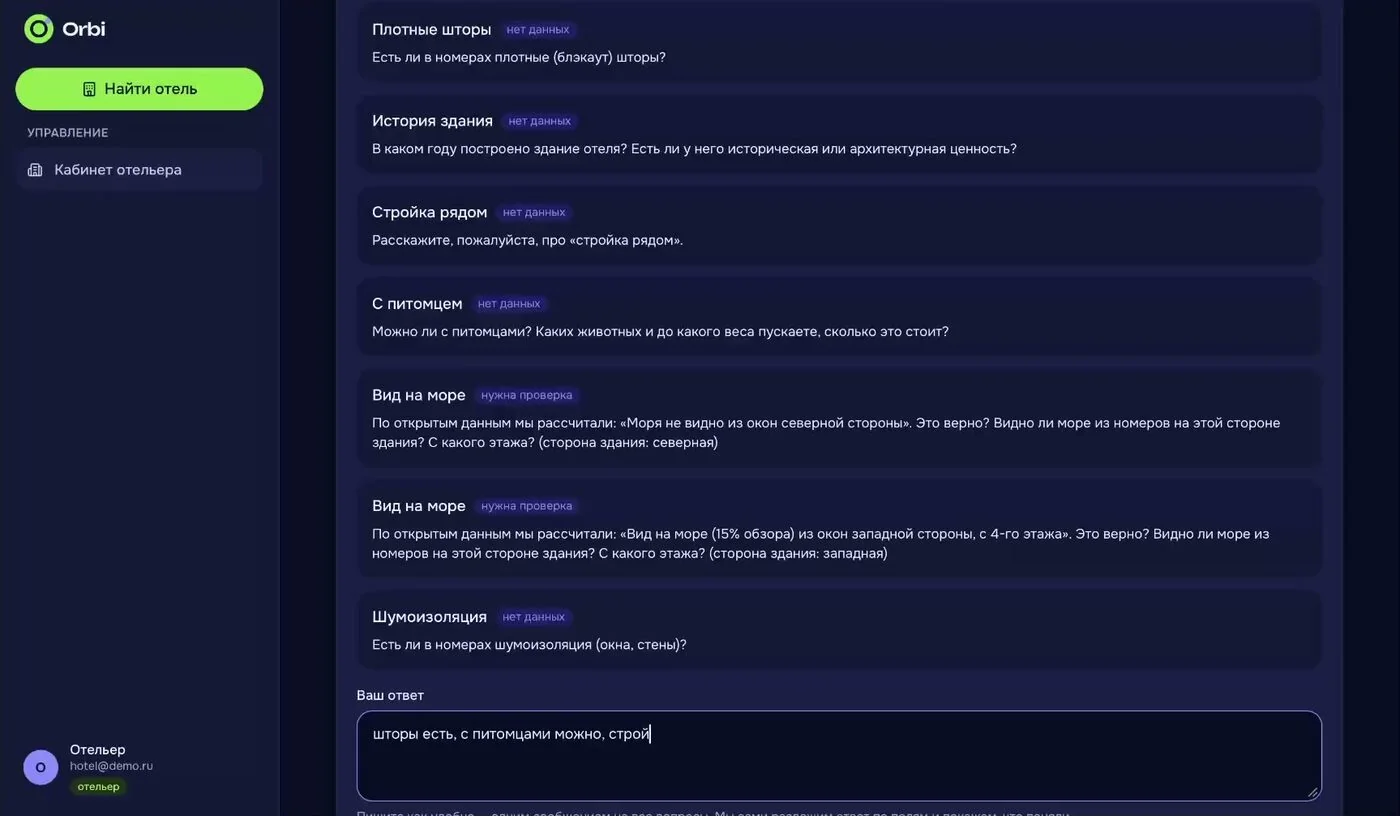 Orbi
Найти отель
УПРАВЛЕНИЕ
Кабинет отельера
Плотные шторы нет данных
Есть ли в номерах плотные (блэкаут) шторы?
История здания нет данных
В каком году построено здание отеля? Есть ли у него историческая или архитектурная ценность?
Стройка рядом нет данных
Расскажите, пожалуйста, про «стройка рядом».
С питомцем нет данных
Можно ли с питомцами? Каких животных и до какого веса пускаете, сколько это стоит?
Вид на море нужна проверка
По открытым данным мы рассчитали: «Моря не видно из окон северной стороны». Это верно? Видно ли море из номеров на этой стороне
здания? С какого этажа? (сторона здания: северная)
Вид на море нужна проверка
По открытым данным мы рассчитали: «Вид на море (15% обзора) из окон западной стороны, с 4-го этажа». Это верно? Видно ли море из
номеров на этой стороне здания? С какого этажа? (сторона здания: западная)
Шумоизоляция нет данных
Есть ли в номерах шумоизоляция (окна, стены)?
Ваш ответ
шторы есть, с питомцами можно, строй
О
Отельер
hotel@demo.ru
отельер